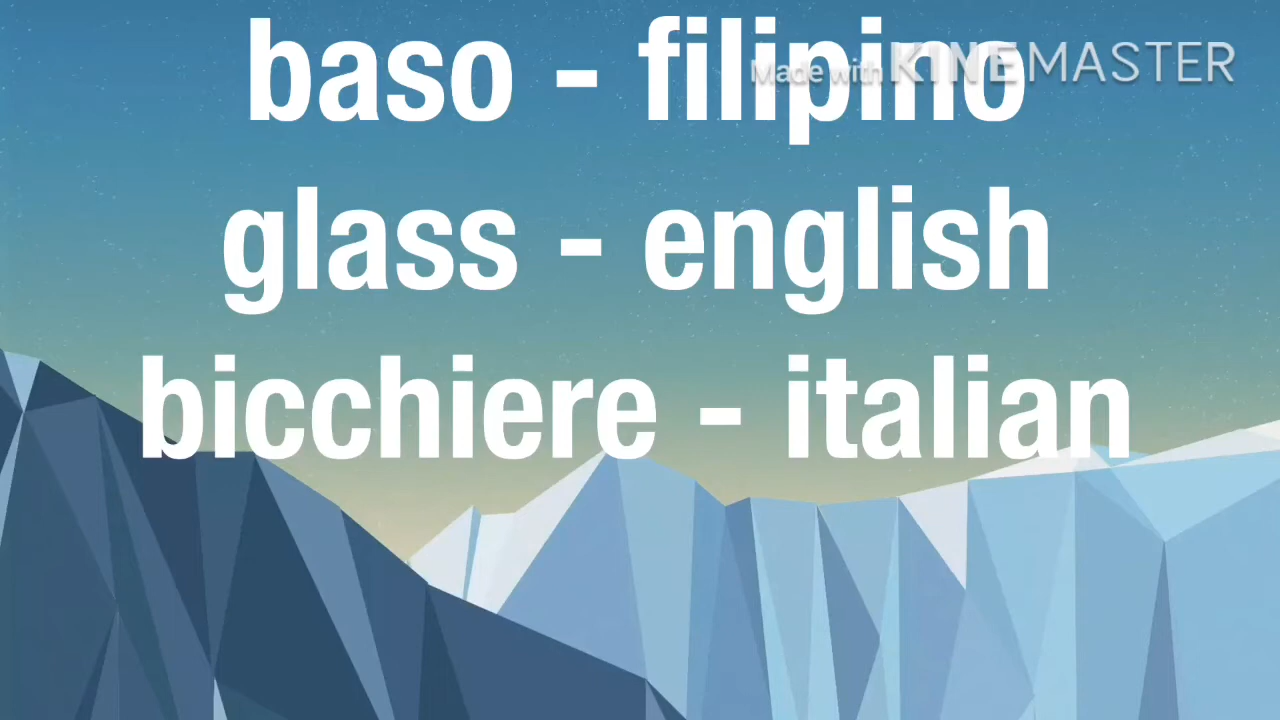 baso - filipino
Made with KINEMASTER
glass - english
bicchiere - italian